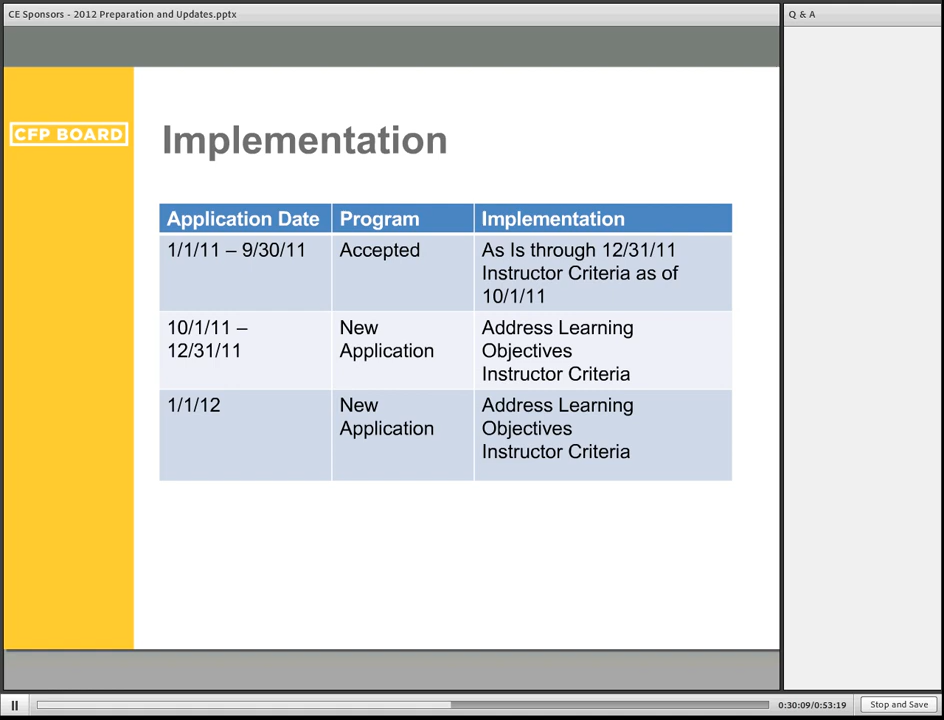 CE Sponsors - 2012 Preparation and Updates.pptx
Q & A
CFP BOARD
Implementation
Application Date Program Implementation
1/1/11 – 9/30/11 Accepted As Is through 12/31/11
Instructor Criteria as of
10/1/11
10/1/11 – New Address Learning
12/31/11 Application Objectives
Instructor Criteria
1/1/12 New Address Learning
Application Objectives
Instructor Criteria
0:30:09/0:53:19 Stop and Save